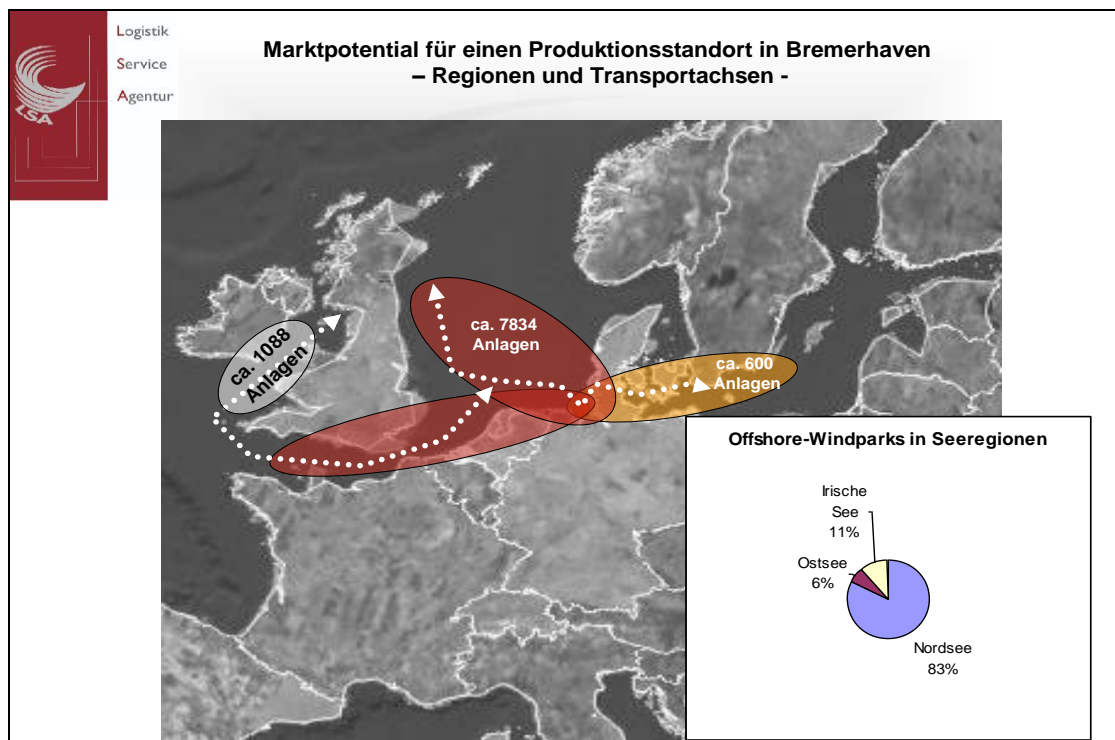 Logistik
Service
Agentur
LSA
Marktpotential für einen Produktionsstandort in Bremerhaven
– Regionen und Transportachsen -
ca. 7834
Anlagen
ca. 1088
Anlagen
ca. 600
Anlagen
Offshore-Windparks in Seeregionen
Irische
See
11%
Ostsee
6%
Nordsee
83%